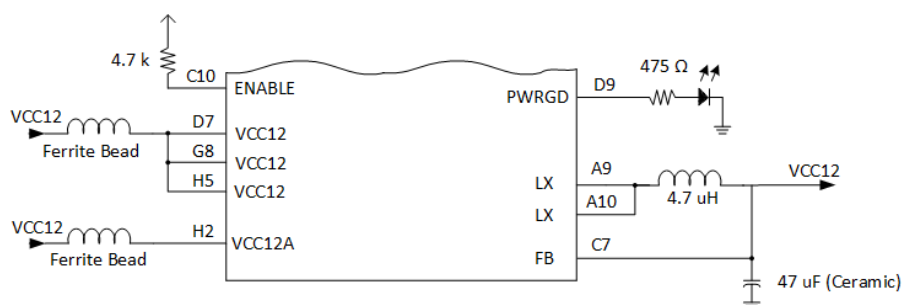 4.7 k
C10
ENABLE
VCC12
Ferrite Bead
D7
VCC12
G8
VCC12
H5
VCC12
VCC12
Ferrite Bead
H2
VCC12A
PWRGD
D9
475 Ω
LX
A9
LX
A10
4.7 uH
VCC12
FB
C7
47 uF (Ceramic)